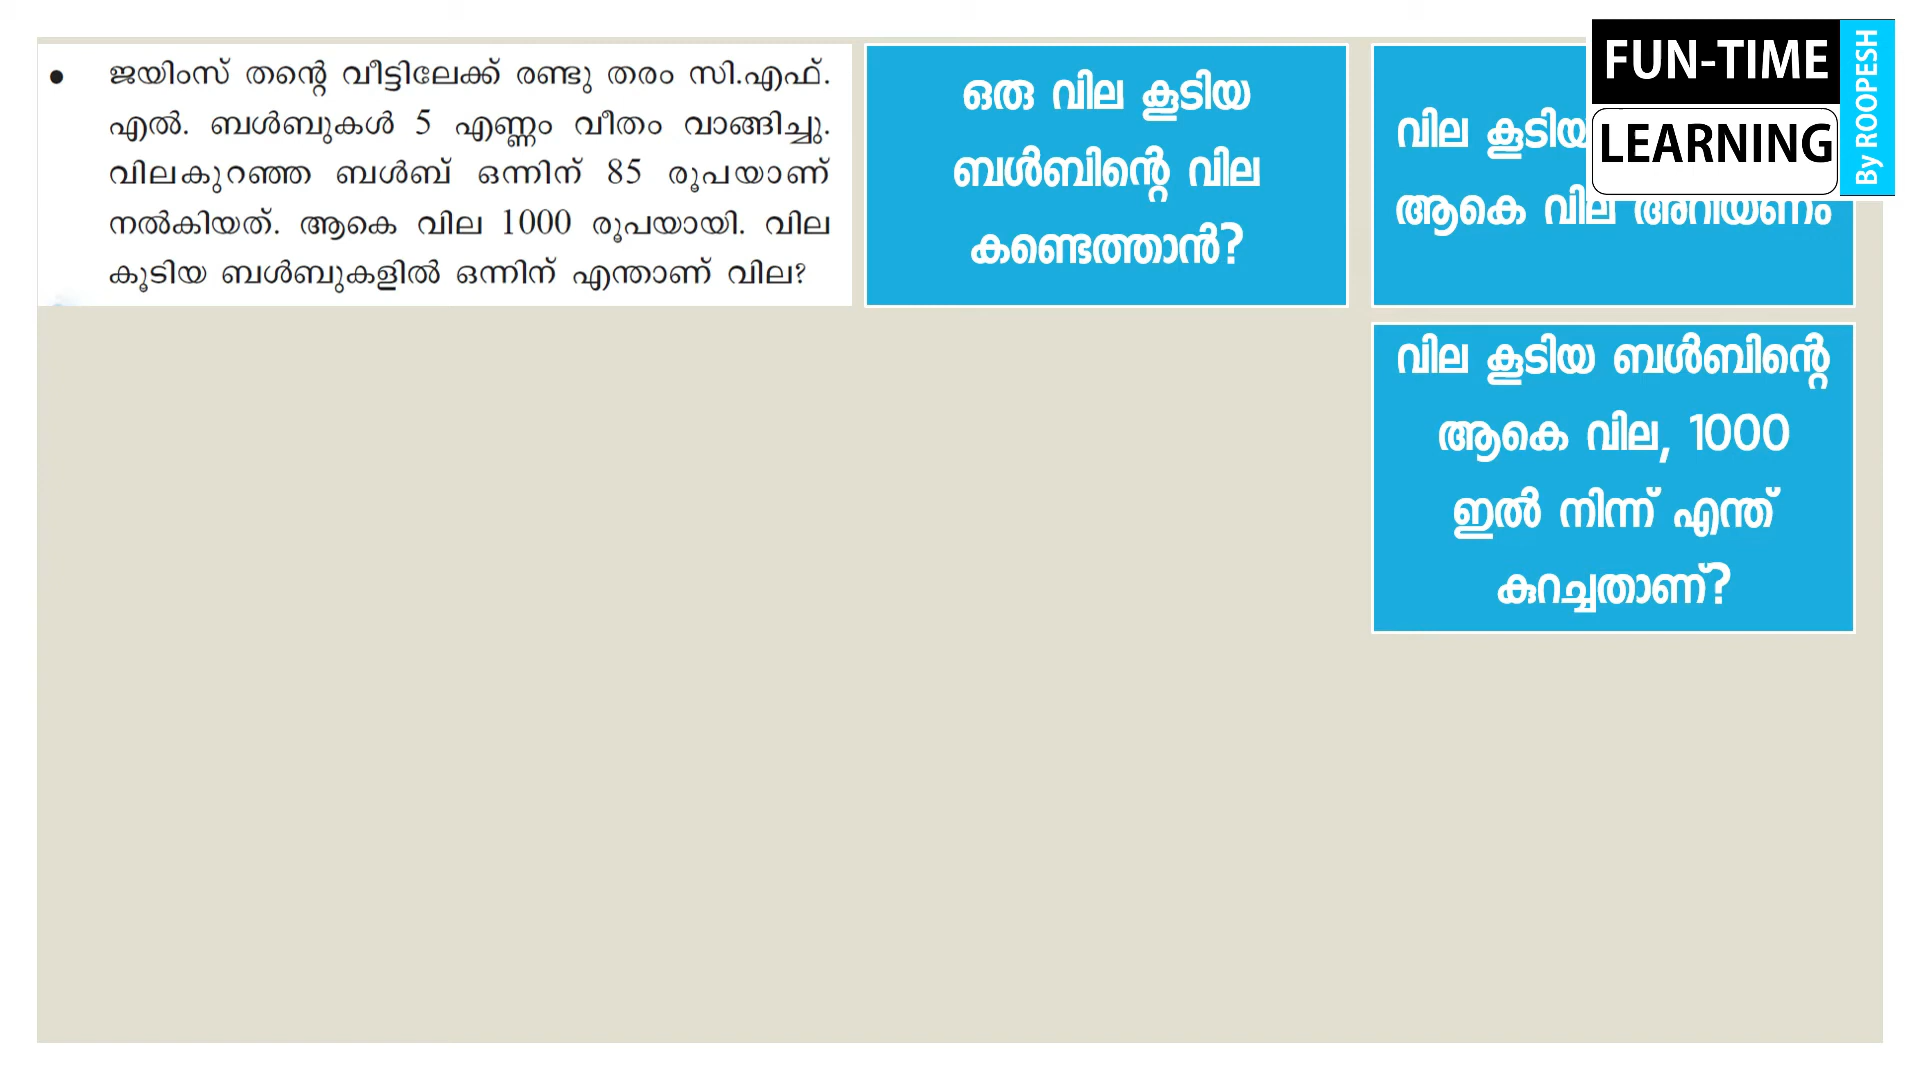 ജയിംസ് തന്റെ വീട്ടിലേക്ക് രണ്ടു തരം സി.എഫ്.
എൽ. ബൾബുകൾ 5 എണ്ണം വീതം വാങ്ങിച്ചു.
വിലകുറഞ്ഞ ബൾബ് ഒന്നിന് 85 രൂപയാണ്
നൽകിയത്. ആകെ വില 1000 രൂപയായി. വില
കൂടിയ ബൾബുകളിൽ ഒന്നിന് എന്താണ് വില?
ഒരു വില കൂടിയ
ബൾബിന്റെ വില
കണ്ടെത്താൻ?
വില കൂടിയ
ആകെ വില അറിയണം
FUN-TIME
LEARNING
By ROOPESH
വില കൂടിയ ബൾബിന്റെ
ആകെ വില, 1000
ഇൽ നിന്ന് എന്ത്
കുറച്ചതാണ്?